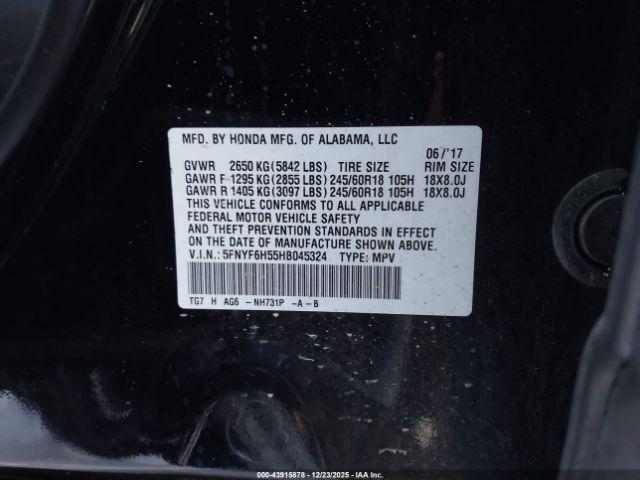 MFD. BY HONDA MFG. OF ALABAMA, LLC
06/'17
GVWR 2650 KG(5842 LBS) TIRE SIZE RIM SIZE
GAWR F 1295 KG(2855 LBS) 245/60R18 105H 18X8.0J
GAWR R 1405 KG(3097 LBS) 245/60R18 105H 18X8.0J
THIS VEHICLE CONFORMS TO ALL APPLICABLE
FEDERAL MOTOR VEHICLE SAFETY
AND THEFT PREVENTION STANDARDS IN EFFECT
ON THE DATE OF MANUFACTURE SHOWN ABOVE.
V.I.N.: 5FNYF6H55HB045324 TYPE: MPV
TG7 H AG6 - NH731P -A-B
000-43915878 - 12/23/2025 - IAAI.com